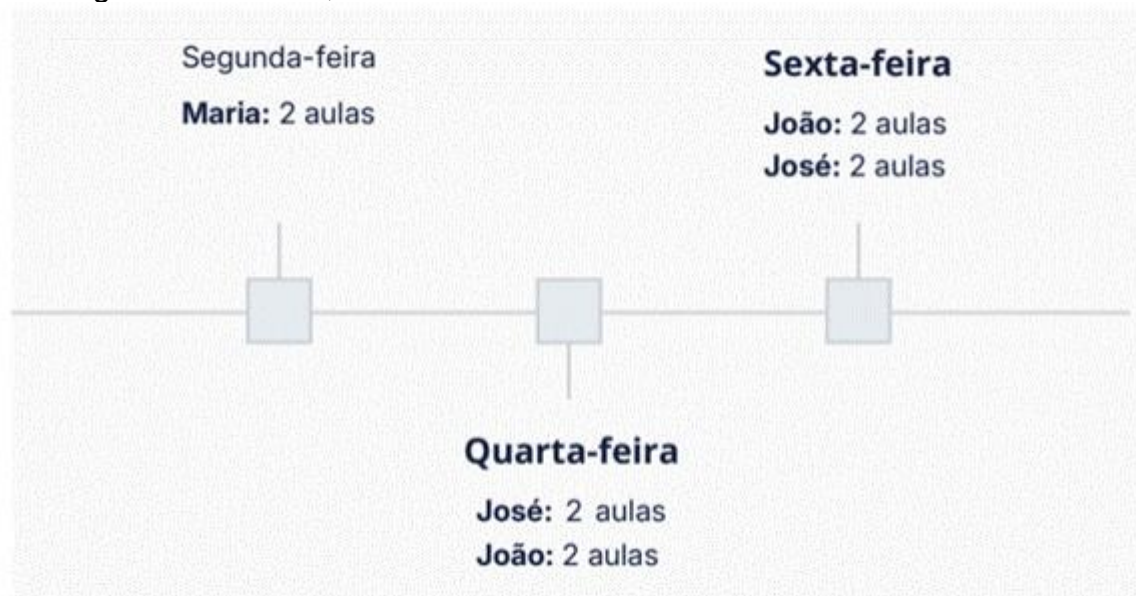 Segunda-feira
Maria: 2 aulas
Sexta-feira
João: 2 aulas
José: 2 aulas
Quarta-feira
José: 2 aulas
João: 2 aulas